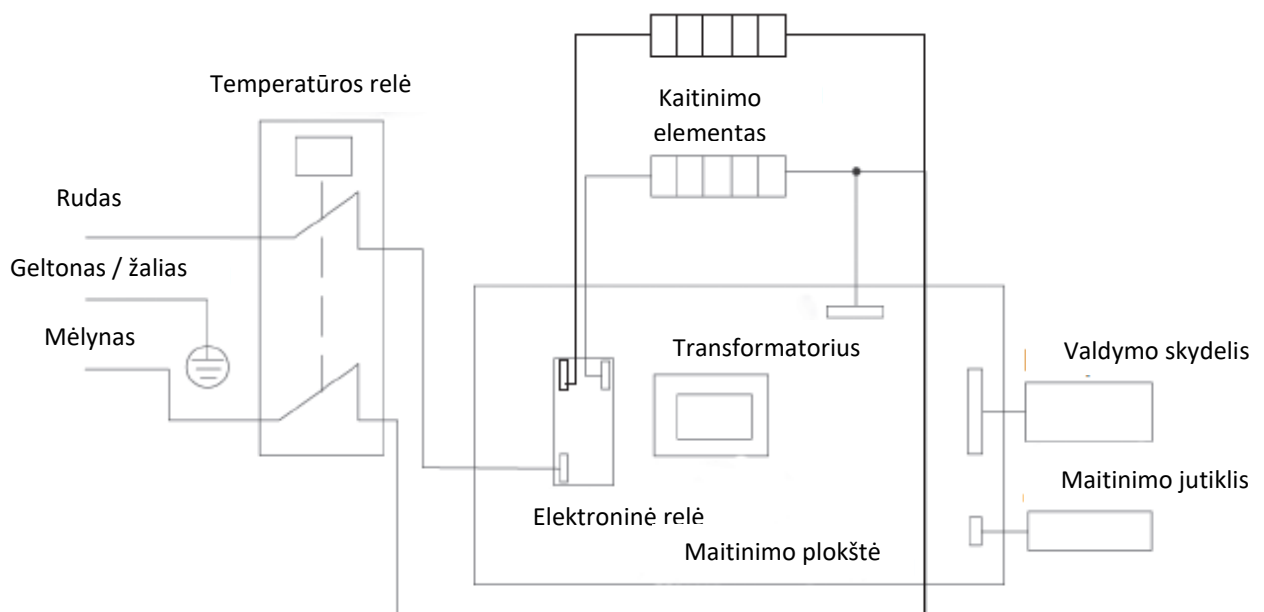 Temperatūros relė
Kaitinimo
elementas
Rudas
Geltonas / žalias
Mėlynas
Transformatorius
Valdymo skydelis
Maitinimo jutiklis
Elektroninė relė
Maitinimo plokštė